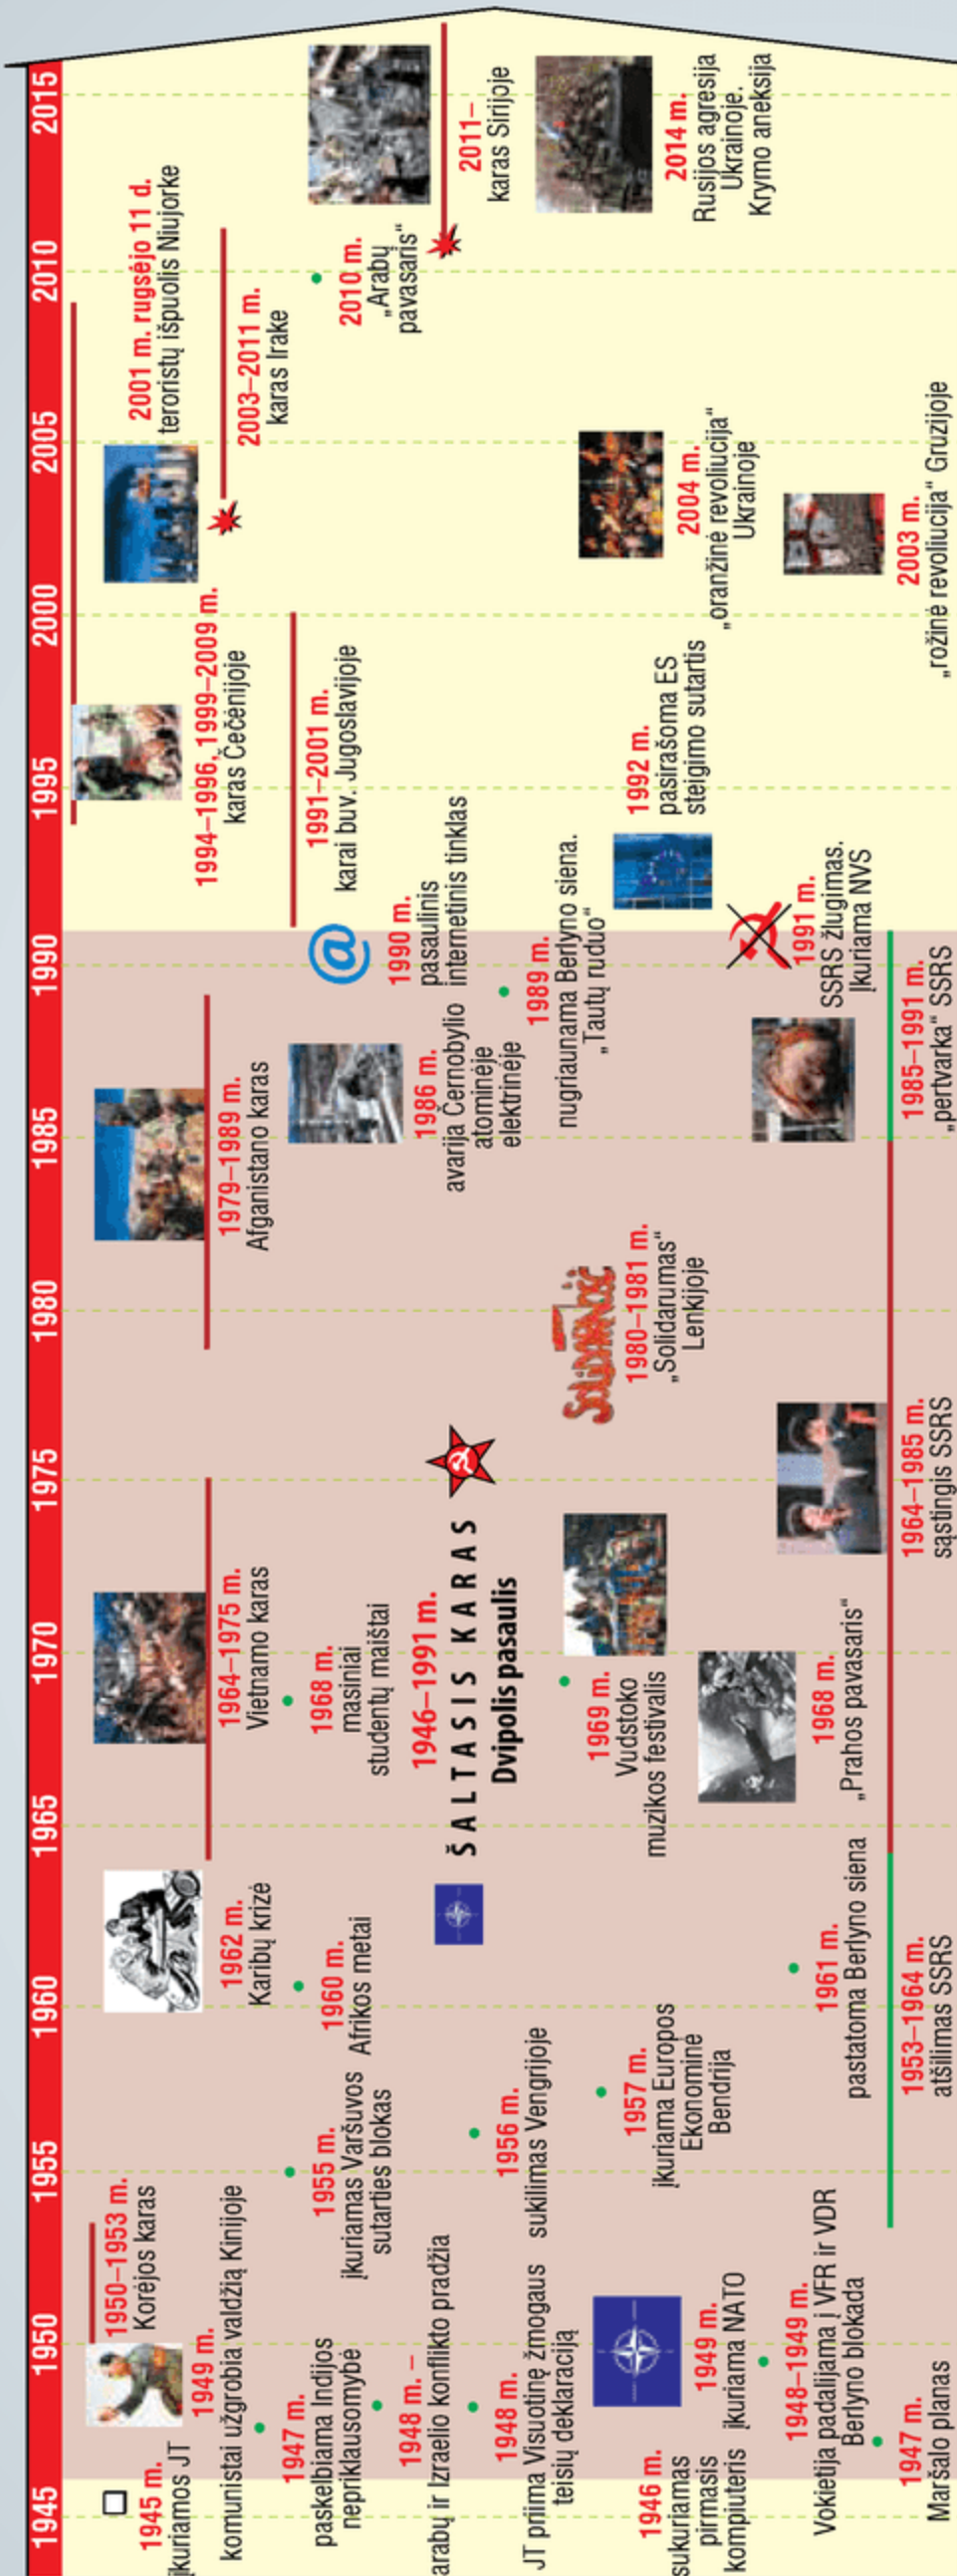 1945
1950
1955
1960
1965
1970
1975
1980
1985
1990
1995
2000
2005
2010
2015
1945 m.
įkuriamos JT
1950–1953 m.
Korėjos karas
1949 m.
komunistai užgrobia valdžią Kinijoje
1947 m.
paskelbiama Indijos
nepriklausomybė
1948 m. –
arabų ir Izraelio konflikto pradžia
1948 m.
JT priima Visuotinę žmogaus
teisių deklaraciją
1946 m.
sukuriamas
pirmasis
kompiuteris
1949 m.
įkuriama NATO
1948–1949 m.
Vokietija padalijama į VFR ir VDR
Berlyno blokada
1947 m.
Maršalo planas
1955 m.
įkuriamas Varšuvos
sutarties blokas
1956 m.
sukilimas Vengrijoje
1957 m.
įkuriama Europos
Ekonominė
Bendrija
1962 m.
Karibų krizė
1960 m.
Afrikos metai
1961 m.
pastatoma Berlyno siena
1953–1964 m.
atšilimas SSRS
1964–1975 m.
Vietnamo karas
1968 m.
masiniai
studentų maištai
1946–1991 m.
ŠALTASIS KARAS
Dvipolis pasaulis
1969 m.
Vudstoko
muzikos festivalis
1968 m.
„Prahos pavasaris“
1964–1985 m.
sąstingis SSRS
1979–1989 m.
Afganistano karas
Solidarność
1980–1981 m.
„Solidarumas“
Lenkijoje
1986 m.
avarija Černobylio
atominėje
elektrinėje
@
1990 m.
pasaulinis
internetinis tinklas
1989 m.
nugriaunama Berlyno siena.
„Tautų ruduo“
1991 m.
SSRS žlugimas.
Įkuriama NVS
1985–1991 m.
„pertvarka“ SSRS
1994–1996, 1999–2009 m.
karas Čečėnijoje
1991–2001 m.
karai buv. Jugoslavijoje
1992 m.
pasirašoma ES
steigimo sutartis
2001 m. rugsėjo 11 d.
teroristų išpuolis Niujorke
2003–2011 m.
karas Irake
2004 m.
„oranžinė revoliucija“
Ukrainoje
2003 m.
„rožinė revoliucija“ Gruzijoje
2010 m.
„Arabų
pavasaris“
2011–
karas Sirijoje
2014 m.
Rusijos agresija
Ukrainoje.
Krymo aneksija